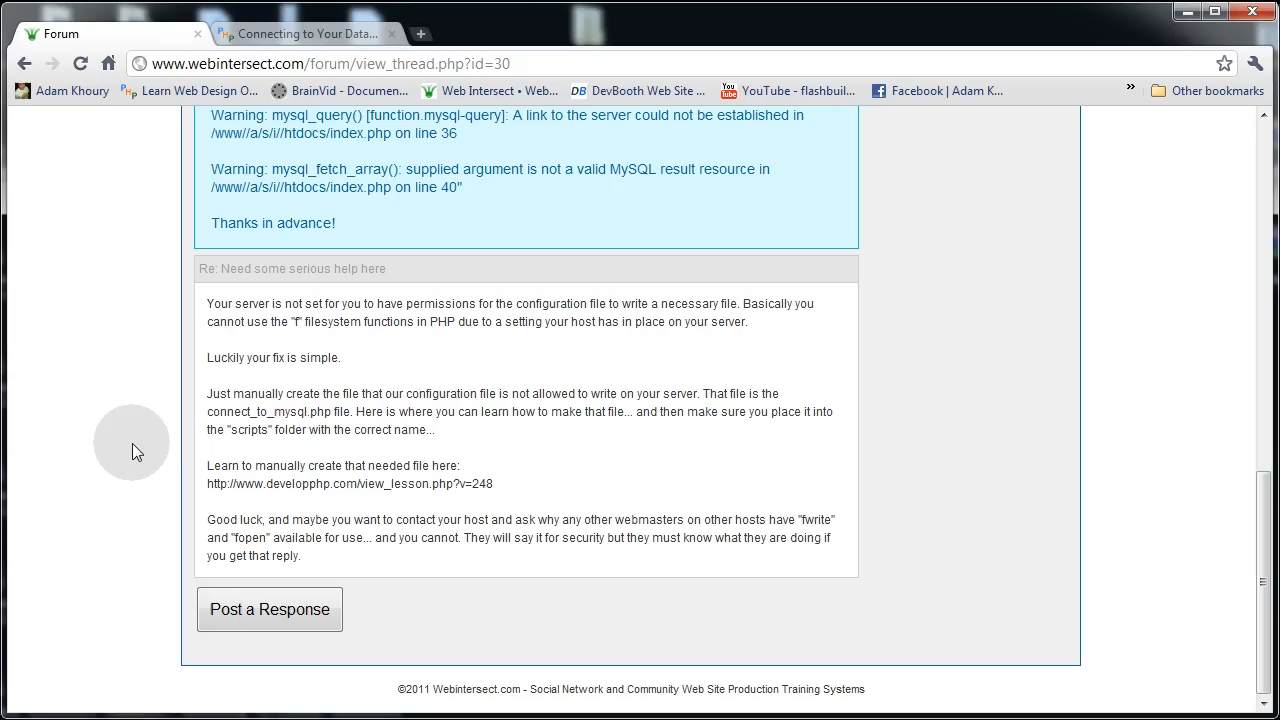 Forum
Connecting to Your Data...
www.webintersect.com/forum/view_thread.php?id=30
Adam Khoury
Learn Web Design O...
BrainVid - Documen...
Web Intersect • Web...
DB
DevBooth Web Site ...
You
Tube
YouTube - flashbuil...
Facebook | Adam K...
»
Other bookmarks
Warning: mysql_query() [function.mysql-query]: A link to the server could not be established in
/www//a/s/i//htdocs/index.php on line 36
Warning: mysql_fetch_array(): supplied argument is not a valid MySQL result resource in
/www//a/s/i//htdocs/index.php on line 40"
Thanks in advance!
Re: Need some serious help here
Your server is not set for you to have permissions for the configuration file to write a necessary file. Basically you
cannot use the "f" filesystem functions in PHP due to a setting your host has in place on your server.
Luckily your fix is simple.
Just manually create the file that our configuration file is not allowed to write on your server. That file is the
connect_to_mysql.php file. Here is where you can learn how to make that file... and then make sure you place it into
the "scripts" folder with the correct name...
Learn to manually create that needed file here:
http://www.developphp.com/view_lesson.php?v=248
Good luck, and maybe you want to contact your host and ask why any other webmasters on other hosts have "fwrite"
and "fopen" available for use... and you cannot. They will say it for security but they must know what they are doing if
you get that reply.
Post a Response
©2011 Webintersect.com - Social Network and Community Web Site Production Training Systems